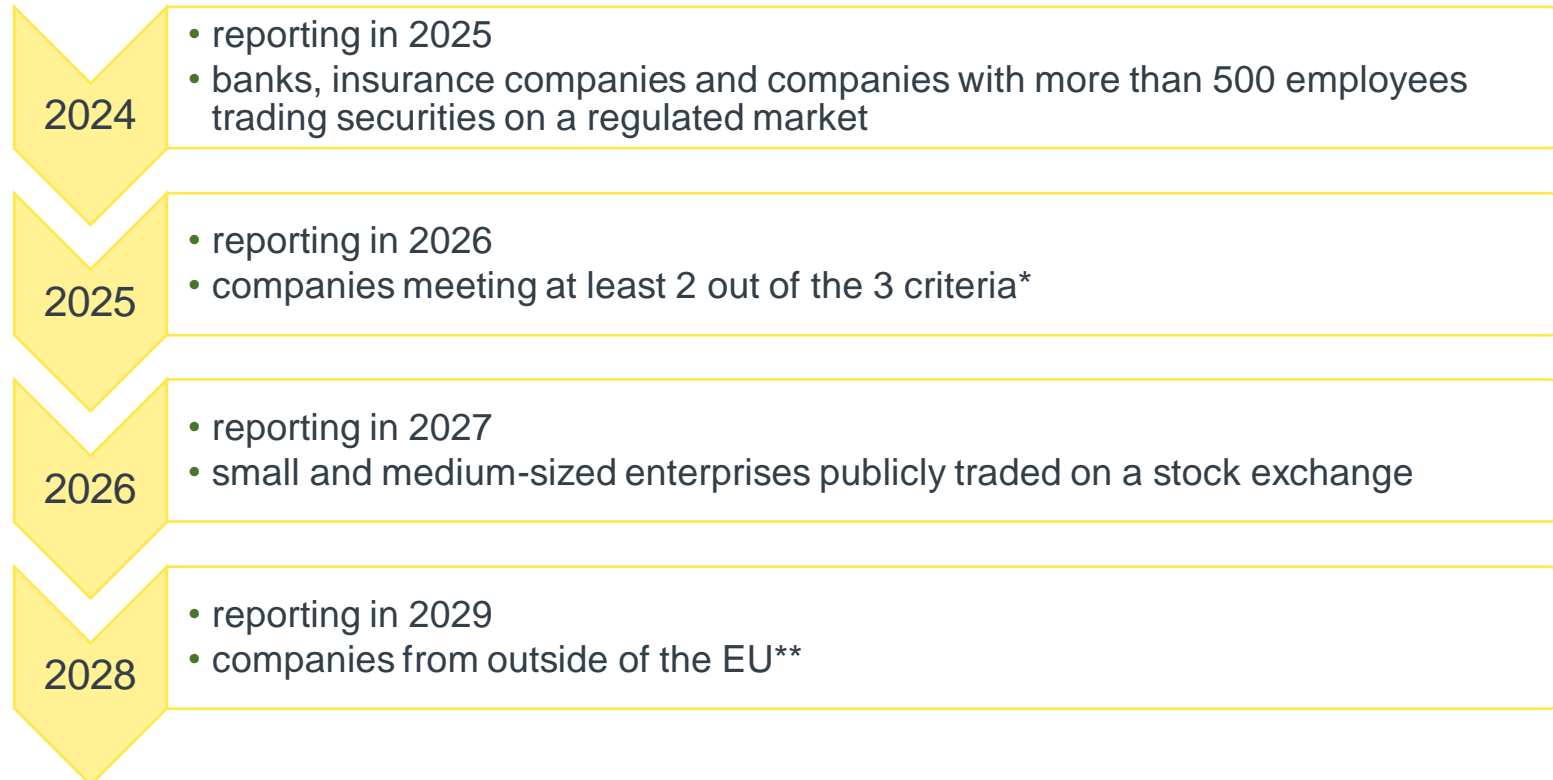 2024
• reporting in 2025
• banks, insurance companies and companies with more than 500 employees
trading securities on a regulated market
2025
• reporting in 2026
• companies meeting at least 2 out of the 3 criteria*
2026
• reporting in 2027
• small and medium-sized enterprises publicly traded on a stock exchange
2028
• reporting in 2029
• companies from outside of the EU**